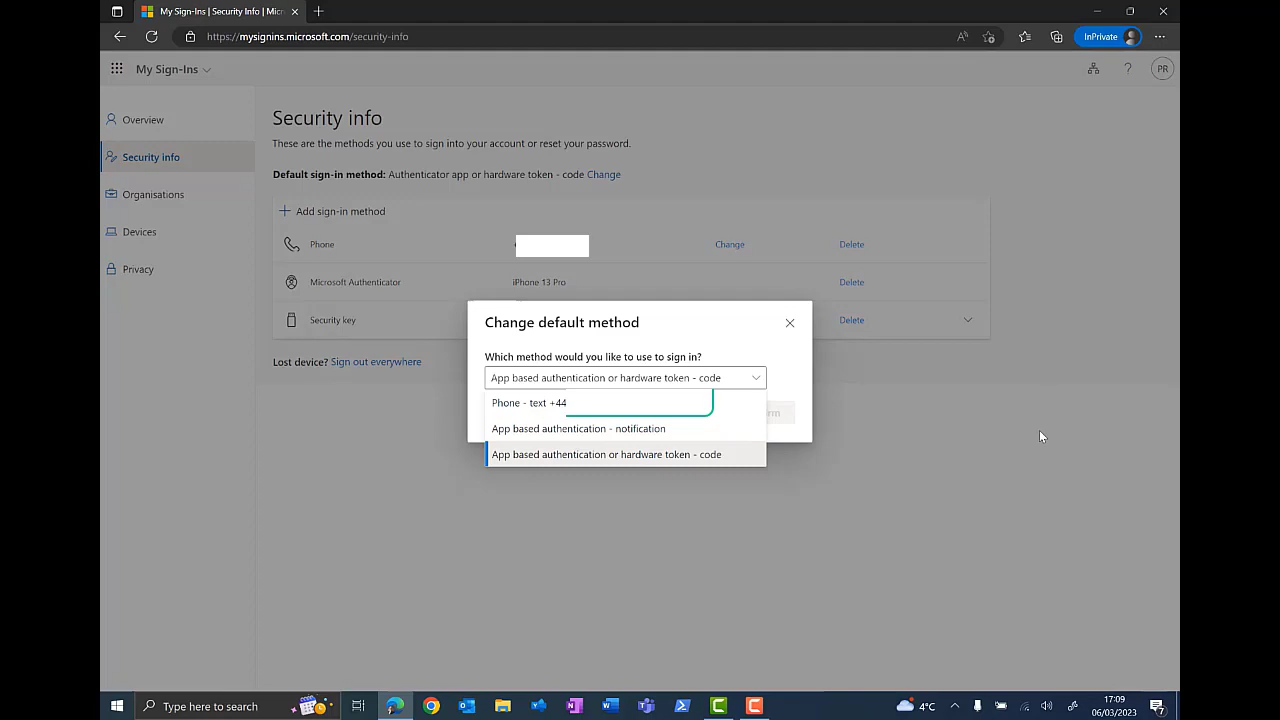 My Sign-Ins | Security Info | Micr
https://mysignins.microsoft.com/security-info
InPrivate
My Sign-Ins
PR
Overview
Security info
Organisations
Devices
Privacy
Security info
These are the methods you use to sign into your account or reset your password.
Default sign-in method: Authenticator app or hardware token - code Change
Add sign-in method
Phone Change Delete
Microsoft Authenticator iPhone 13 Pro Delete
Security key Delete
Lost device? Sign out everywhere
Change default method
Which method would you like to use to sign in?
App based authentication or hardware token - code
Phone - text +44
App based authentication - notification
App based authentication or hardware token - code
Type here to search
4°C
17:09
06/03/2023